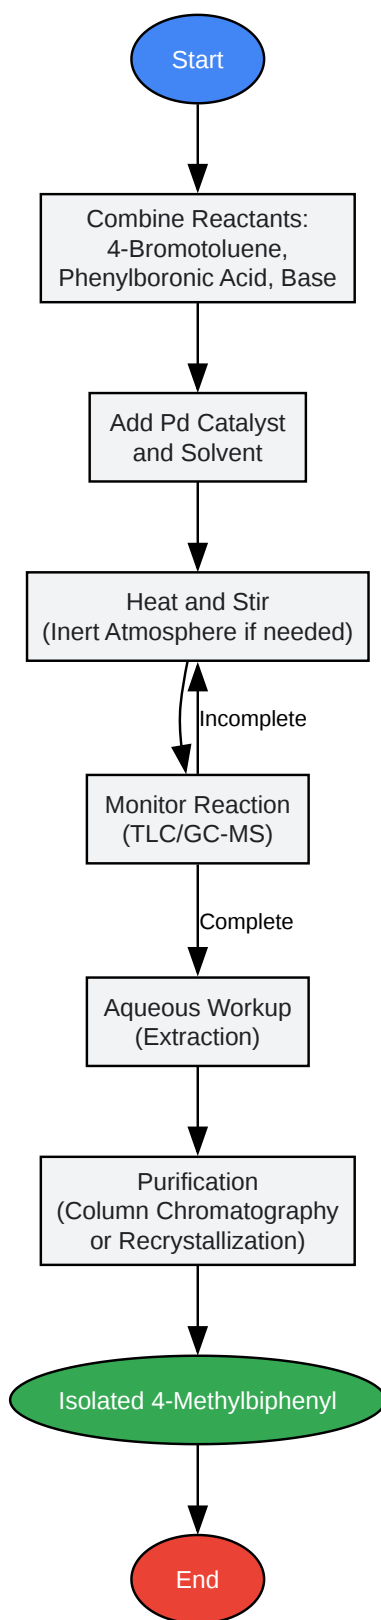 Start
Combine Reactants:
4-Bromotoluene,
Phenylboronic Acid, Base
Add Pd Catalyst
and Solvent
Heat and Stir
(Inert Atmosphere if needed)
Incomplete
Monitor Reaction
(TLC/GC-MS)
Complete
Aqueous Workup
(Extraction)
Purification
(Column Chromatography
or Recrystallization)
Isolated 4-Methylbiphenyl
End